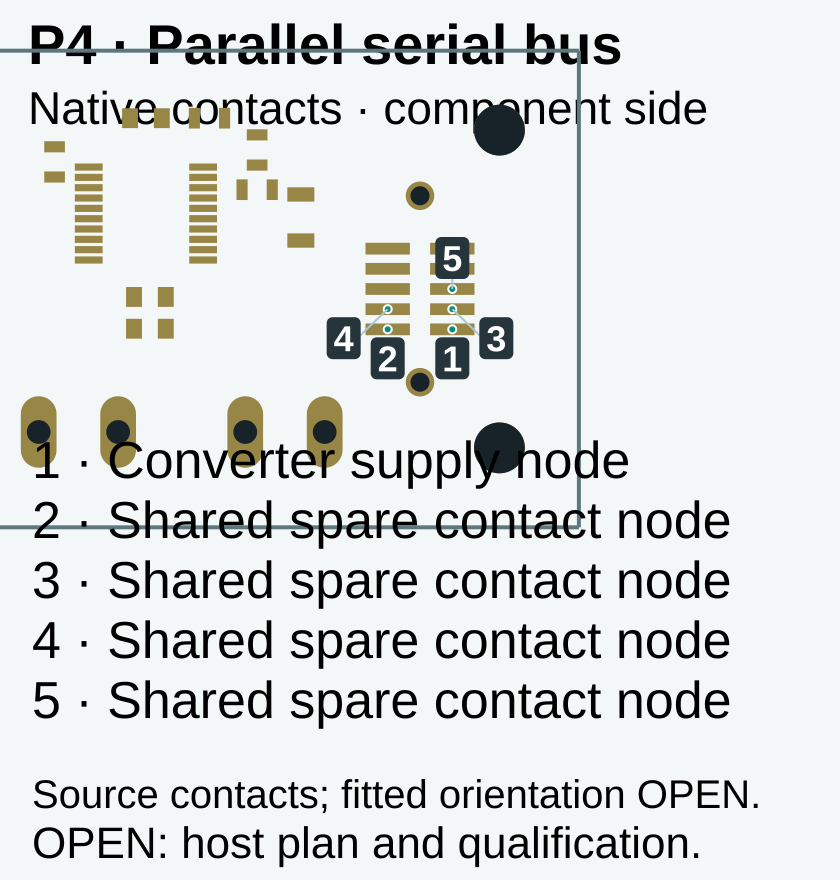 P4 · Parallel serial bus
Native contacts · component side
5
4
3
2
1
1 · Converter supply node
2 · Shared spare contact node
3 · Shared spare contact node
4 · Shared spare contact node
5 · Shared spare contact node
Source contacts; fitted orientation OPEN.
OPEN: host plan and qualification.